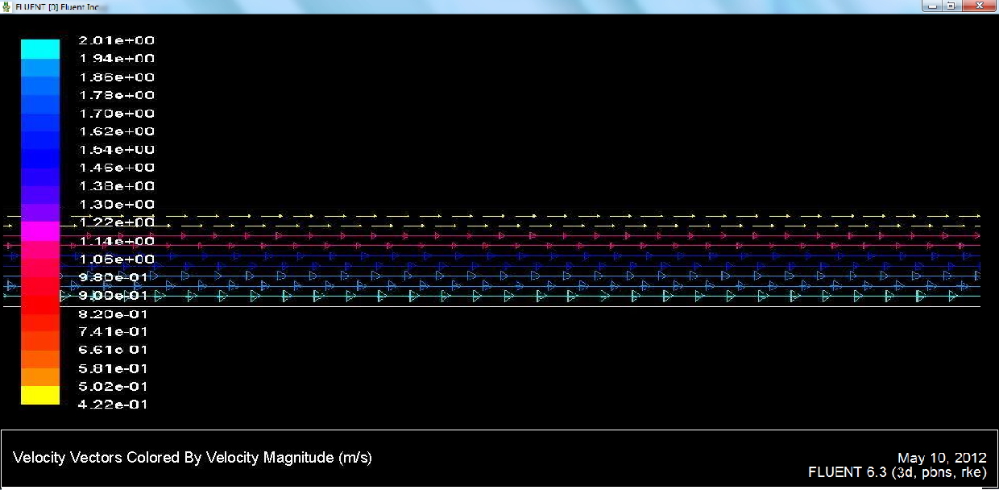 FLUENT [0] Fluent Inc
2.01e+00
1.94e+00
1.86e+00
1.78e+00
1.70e+00
1.62e+00
1.54e+00
1.46e+00
1.38e+00
1.30e+00
1.22e+00
1.14e+00
1.06e+00
9.80e-01
9.00e-01
8.20e-01
7.41e-01
6.61e-01
5.81e-01
5.02e-01
4.22e-01
Velocity Vectors Colored By Velocity Magnitude (m/s)
May 10, 2012
FLUENT 6.3 (3d, pbns, rke)